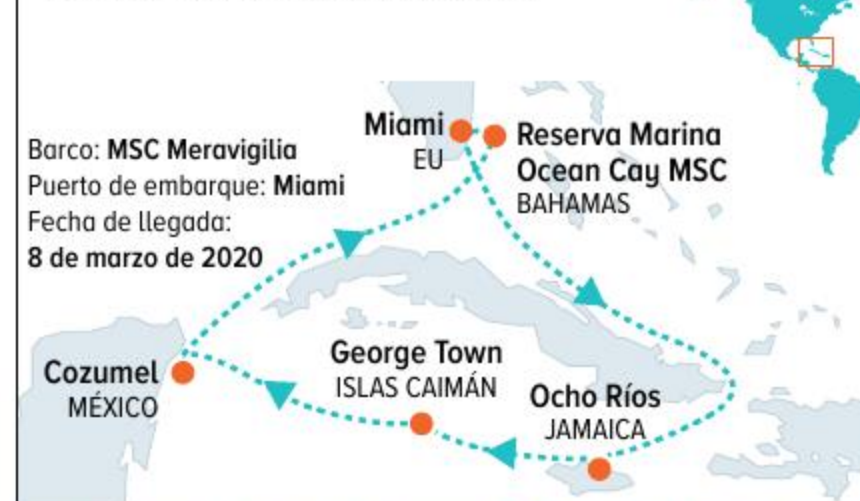 Miami
EU
Reserva Marina
Ocean Cay MSC
BAHAMAS
Barco: MSC Meravigilia
Puerto de embarque: Miami
Fecha de llegada:
8 de marzo de 2020
Cozumel
MÉXICO
George Town
ISLAS CAIMÁN
Ocho Ríos
JAMAICA